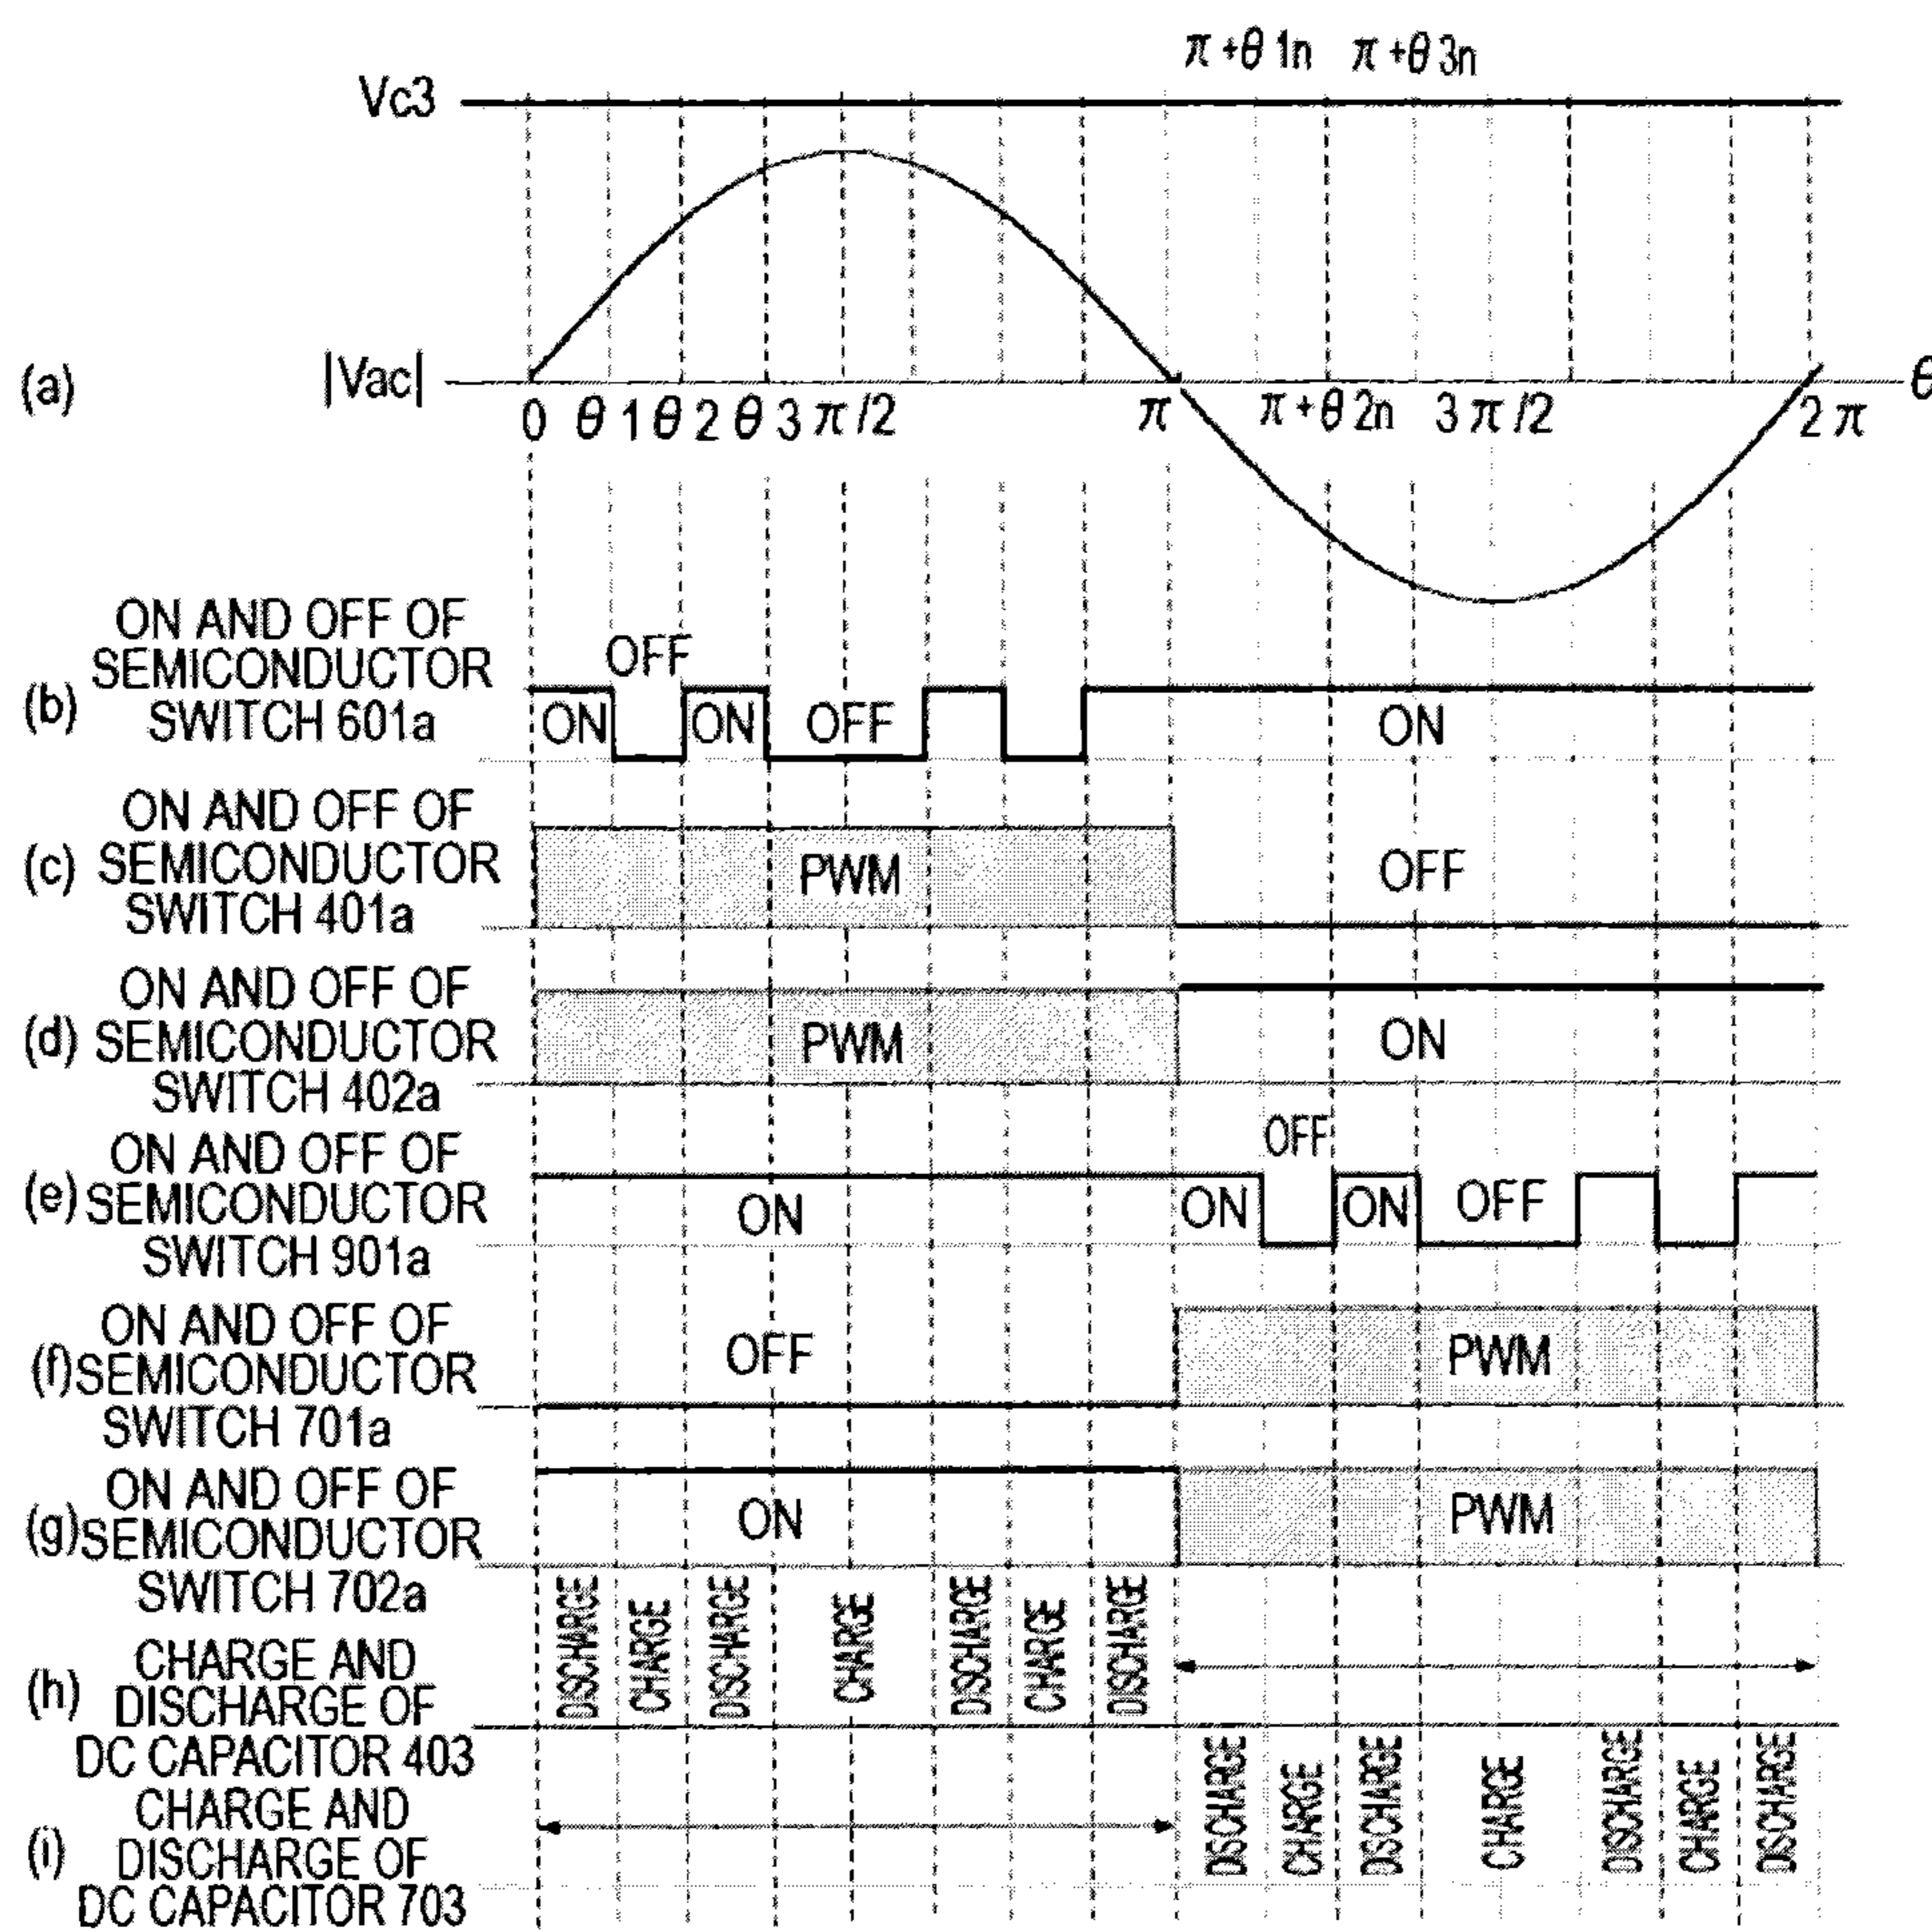 π+θ1n π+θ3n
Vc3
(a) |Vac| θ
0 θ1 θ2 θ3 π/2 π π+θ2n 3π/2 2π
(b) ON AND OFF OF
SEMICONDUCTOR
SWITCH 601a
OFF
ON ON OFF ON
(c) ON AND OFF OF
SEMICONDUCTOR
SWITCH 401a
PWM OFF
(d) ON AND OFF OF
SEMICONDUCTOR
SWITCH 402a
PWM ON
(e) ON AND OFF OF
SEMICONDUCTOR
SWITCH 901a
OFF
ON ON ON OFF
(f) ON AND OFF OF
SEMICONDUCTOR
SWITCH 701a
OFF PWM
(g) ON AND OFF OF
SEMICONDUCTOR
SWITCH 702a
ON PWM
(h) CHARGE AND
DISCHARGE OF
DC CAPACITOR 403
DISCHARGE
CHARGE
DISCHARGE
CHARGE
DISCHARGE
CHARGE
DISCHARGE
(i) CHARGE AND
DISCHARGE OF
DC CAPACITOR 703
DISCHARGE
CHARGE
DISCHARGE
CHARGE
DISCHARGE
CHARGE
DISCHARGE